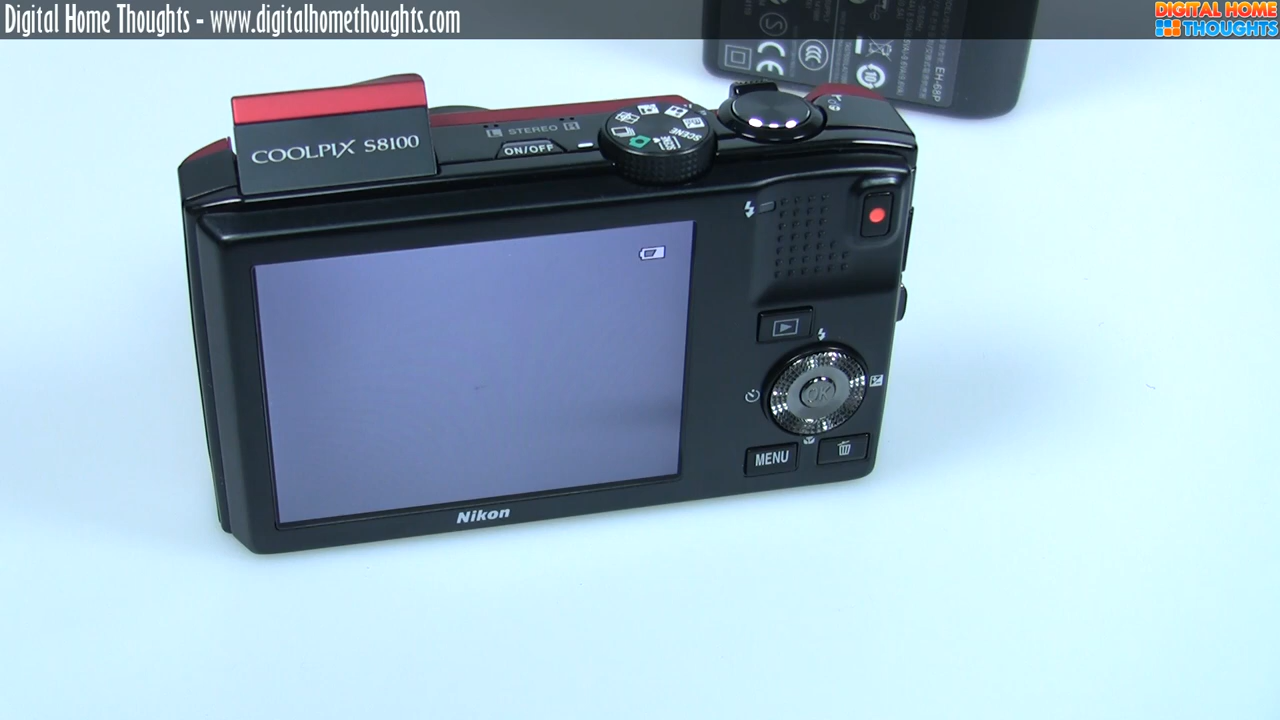 Digital Home Thoughts - www.digitalhomethoughts.com
DIGITAL HOME
THOUGHTS
EH-68P
COOLPIX S8100
L STEREO R
ON/OFF
SCENE
OK
MENU
Nikon